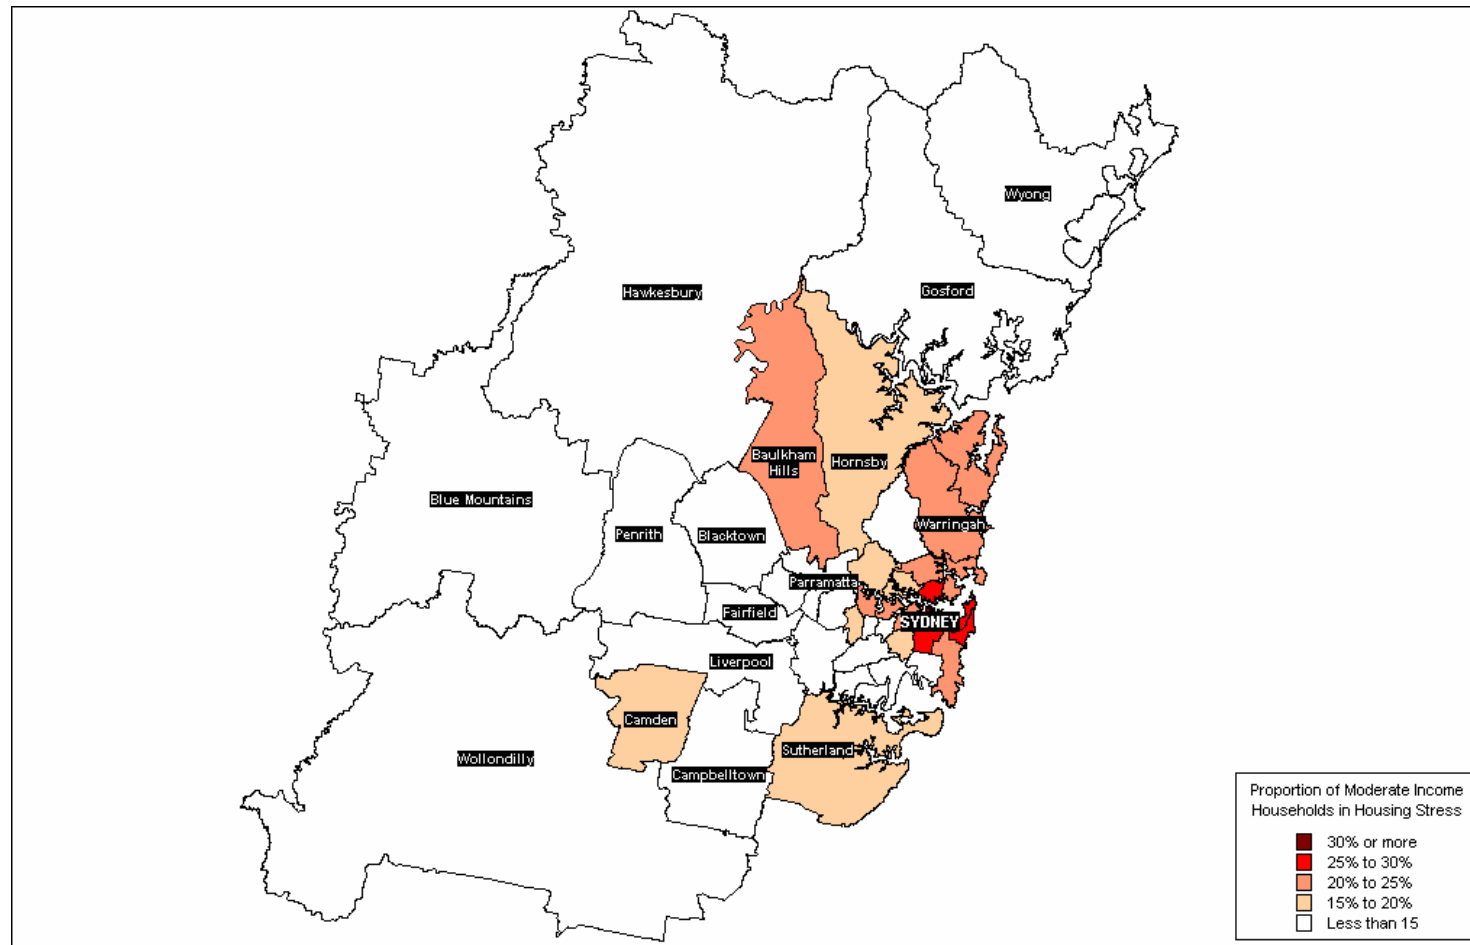 Wyong
Hawkesbury
Gosford
Baulkham
Hills
Hornsby
Blue Mountains
Penrith
Blacktown
Warringah
Parramatta
Fairfield
SYDNEY
Liverpool
Camden
Sutherland
Wollondilly
Campbelltown
Proportion of Moderate Income
Households in Housing Stress
30% or more
25% to 30%
20% to 25%
15% to 20%
Less than 15